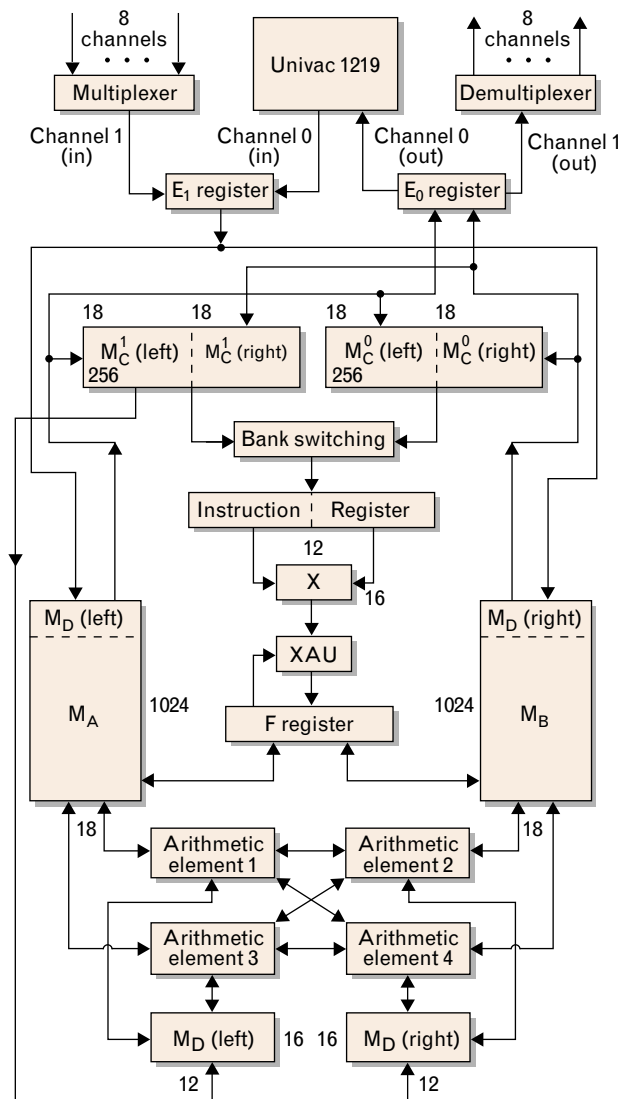 8
channels
• • •
8
channels
• • •
Univac 1219
Multiplexer
Demultiplexer
Channel 1
(in)
Channel 0
(in)
Channel 0
(out)
Channel 1
(out)
E1 register
E0 register
18
18
18
18
M1C (left)
M1C (right)
M0C (left)
M0C (right)
256
256
Bank switching
Instruction
Register
12
X
16
MD (left)
MD (right)
XAU
MA
1024
1024
MB
F register
18
18
Arithmetic
element 1
Arithmetic
element 2
Arithmetic
element 3
Arithmetic
element 4
MD (left)
16
16
MD (right)
12
12